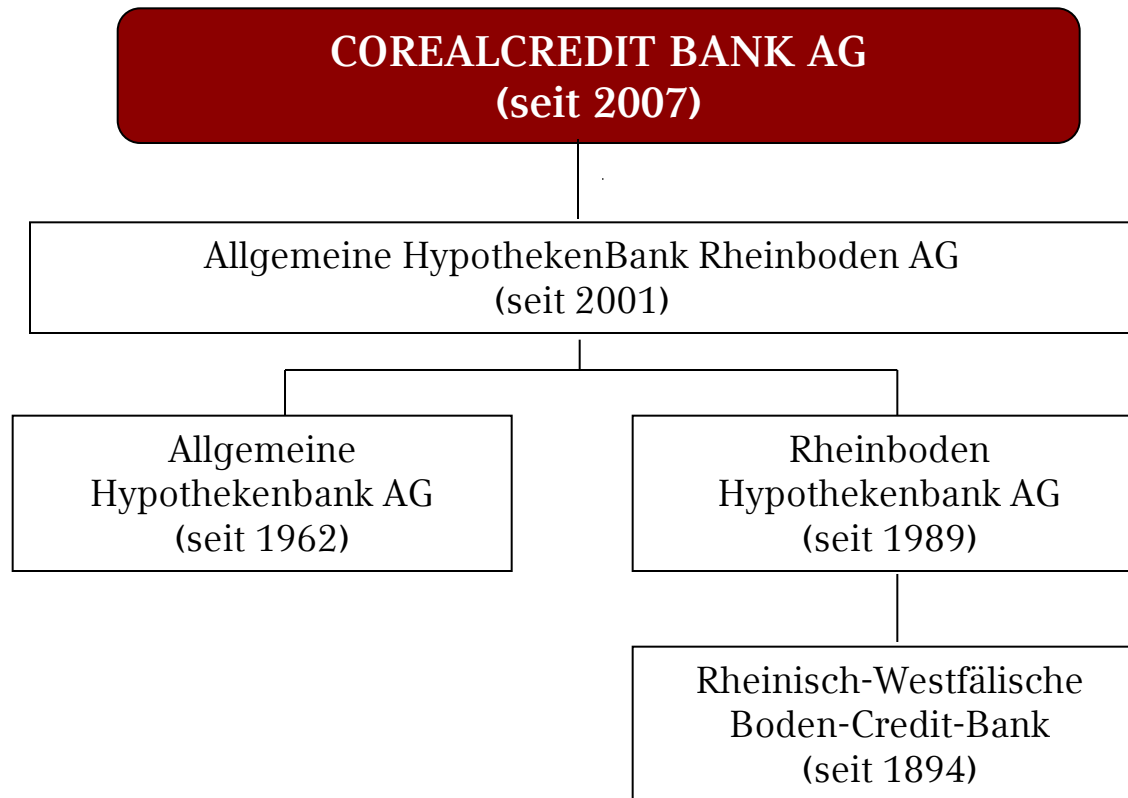 COREALCREDIT BANK AG
(seit 2007)
Allgemeine HypothekenBank Rheinboden AG
(seit 2001)
Allgemeine
Hypothekenbank AG
(seit 1962)
Rheinboden
Hypothekenbank AG
(seit 1989)
Rheinisch-Westfälische
Boden-Credit-Bank
(seit 1894)